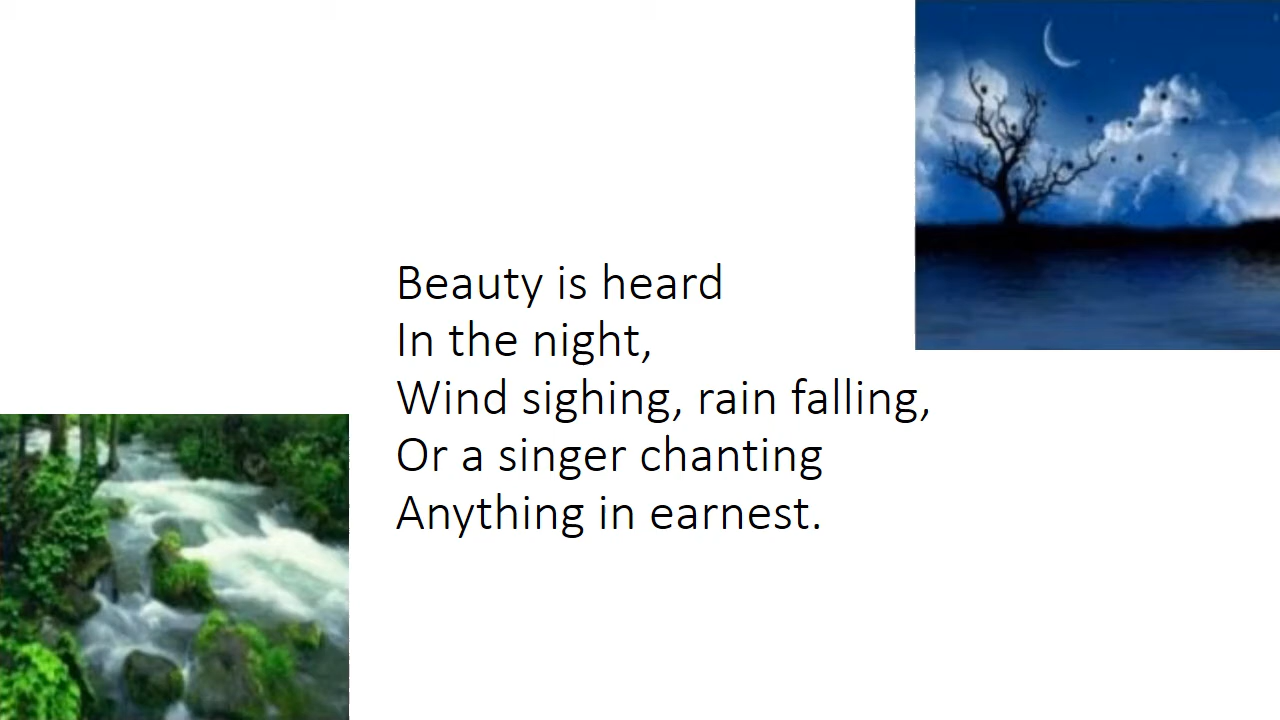 Beauty is heard
In the night,
Wind sighing, rain falling,
Or a singer chanting
Anything in earnest.